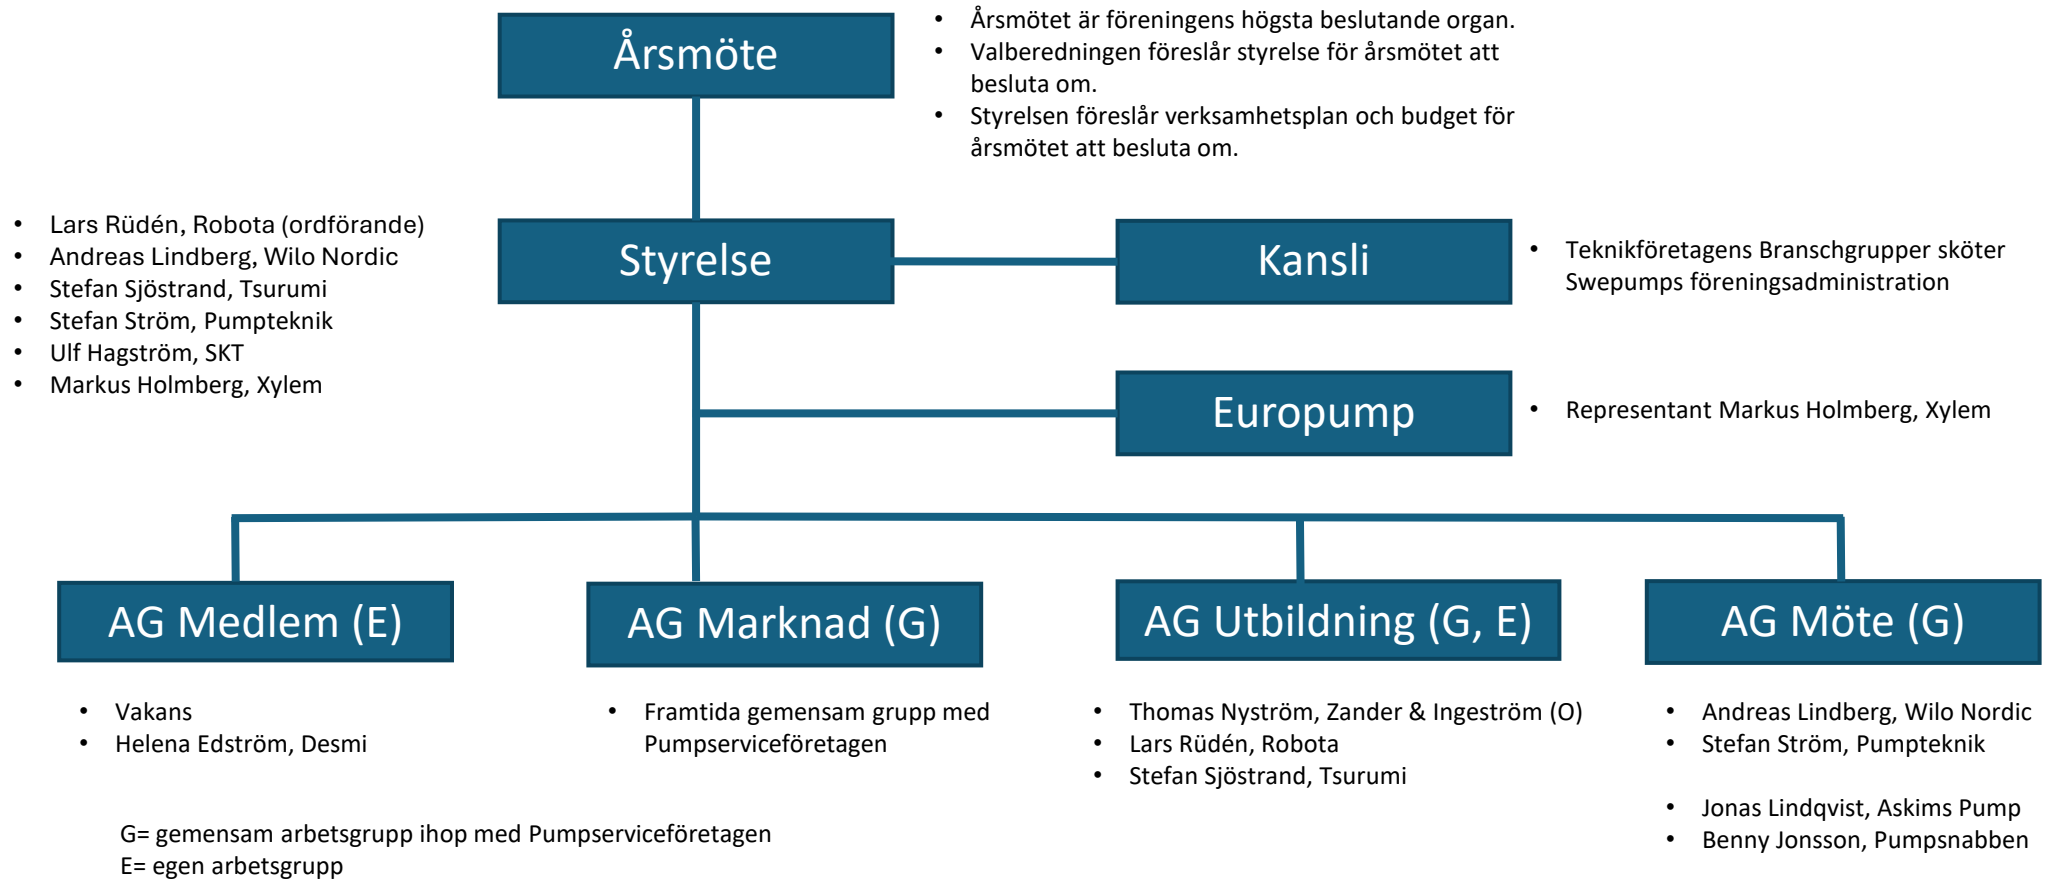 Årsmöte
• Årsmötet är föreningens högsta beslutande organ.
• Valberedningen föreslår styrelse för årsmötet att
besluta om.
• Styrelsen föreslår verksamhetsplan och budget för
årsmötet att besluta om.
• Lars Rüdén, Robota (ordförande)
• Andreas Lindberg, Wilo Nordic
• Stefan Sjöstrand, Tsurumi
• Stefan Ström, Pumpteknik
• Ulf Hagström, SKT
• Markus Holmberg, Xylem
Styrelse
Kansli
• Teknikföretagens Branschgrupper sköter
Swepumps föreningsadministration
Europump
• Representant Markus Holmberg, Xylem
AG Medlem (E)
• Vakans
• Helena Edström, Desmi
AG Marknad (G)
• Framtida gemensam grupp med
Pumpserviceföretagen
AG Utbildning (G, E)
• Thomas Nyström, Zander & Ingeström (O)
• Lars Rüdén, Robota
• Stefan Sjöstrand, Tsurumi
AG Möte (G)
• Andreas Lindberg, Wilo Nordic
• Stefan Ström, Pumpteknik
• Jonas Lindqvist, Askims Pump
• Benny Jonsson, Pumpsnabben
G= gemensam arbetsgrupp ihop med Pumpserviceföretagen
E= egen arbetsgrupp